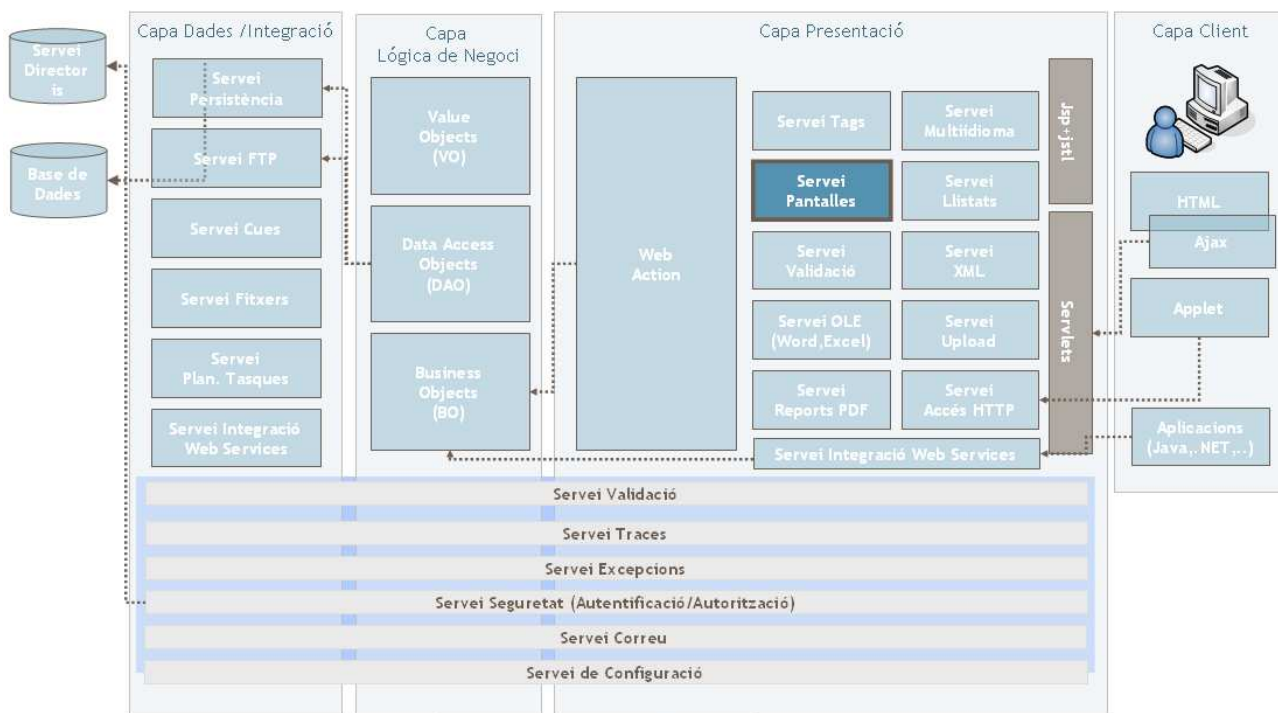 Capa Dades /Integració
Capa
Lógica de Negoci
Capa Presentació
Capa Client
Servei
Director
is
Base de
Dades
Servei
Persistència
Servei FTP
Servei Cues
Servei Fitxers
Servei
Plan. Tasques
Servei Integració
Web Services
Value
Objects
(VO)
Data Access
Objects
(DAO)
Business
Objects
(BO)
Web
Action
Servei Tags
Servei
Multiidioma
Servei
Pantalles
Servei
Llistats
Servei
Validació
Servei
XML
Servei OLE
(Word,Excel)
Servei
Upload
Servei
Reports PDF
Servei
Accés HTTP
Servei Integració Web Services
Jsp+jstl
Servlets
HTML
Ajax
Applet
Aplicacions
(Java,.NET,..)
Servei Validació
Servei Traces
Servei Excepcions
Servei Seguretat (Autentificació/Autorització)
Servei Correu
Servei de Configuració